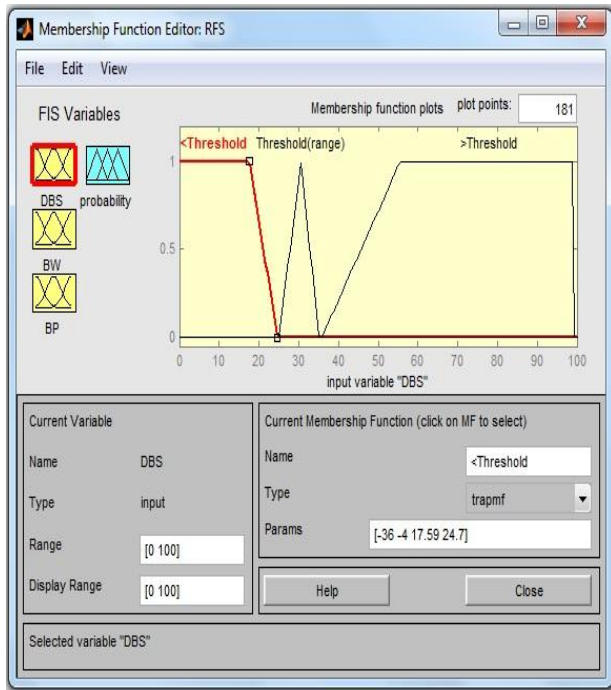 Membership Function Editor: RFS
File Edit View
FIS Variables
Membership function plots plot points: 181
<Threshold Threshold(range) >Threshold
DBS probability
BW
BP
1
0.5
0
0 10 20 30 40 50 60 70 80 90 100
input variable "DBS"
Current Variable
Name DBS
Type input
Range [0 100]
Display Range [0 100]
Current Membership Function (click on MF to select)
Name <Threshold
Type trapmf
Params [-36 -4 17.59 24.7]
Help Close
Selected variable "DBS"